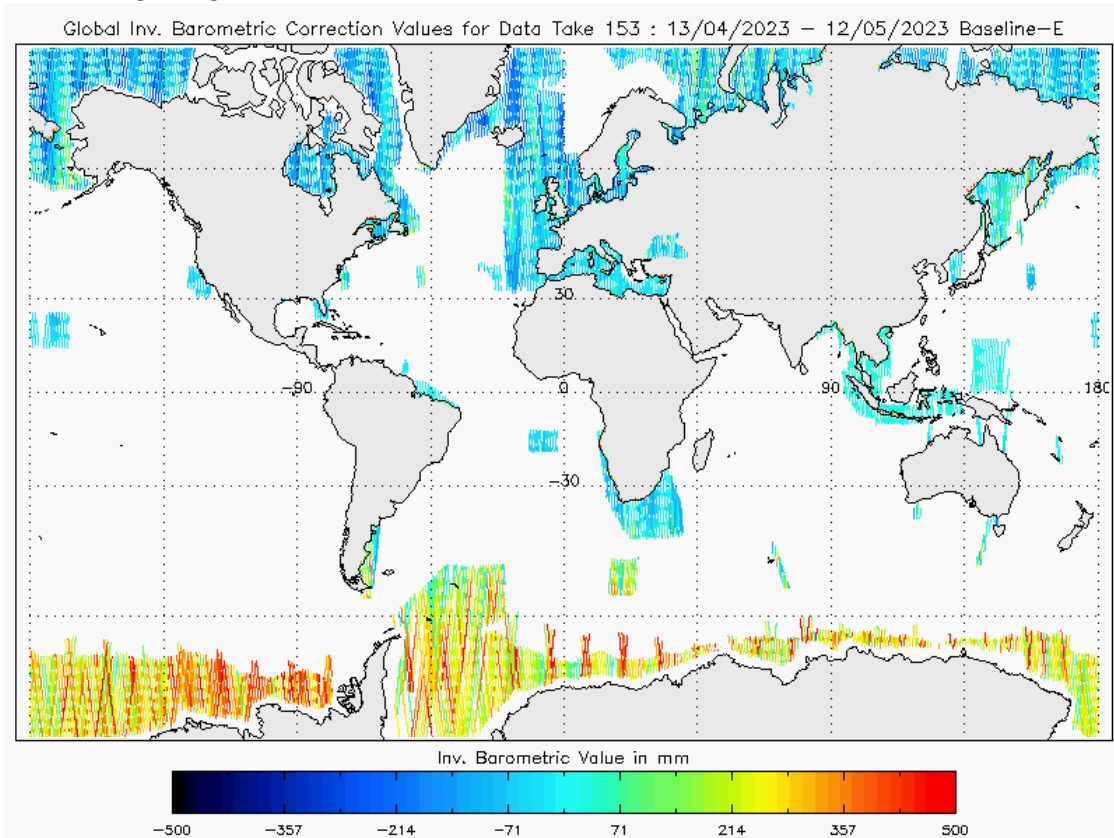 Global Inv. Barometric Correction Values for Data Take 153 : 13/04/2023 – 12/05/2023 Baseline–E
30
–90 0 90 180
–30
Inv. Barometric Value in mm
–500 –357 –214 –71 71 214 357 500